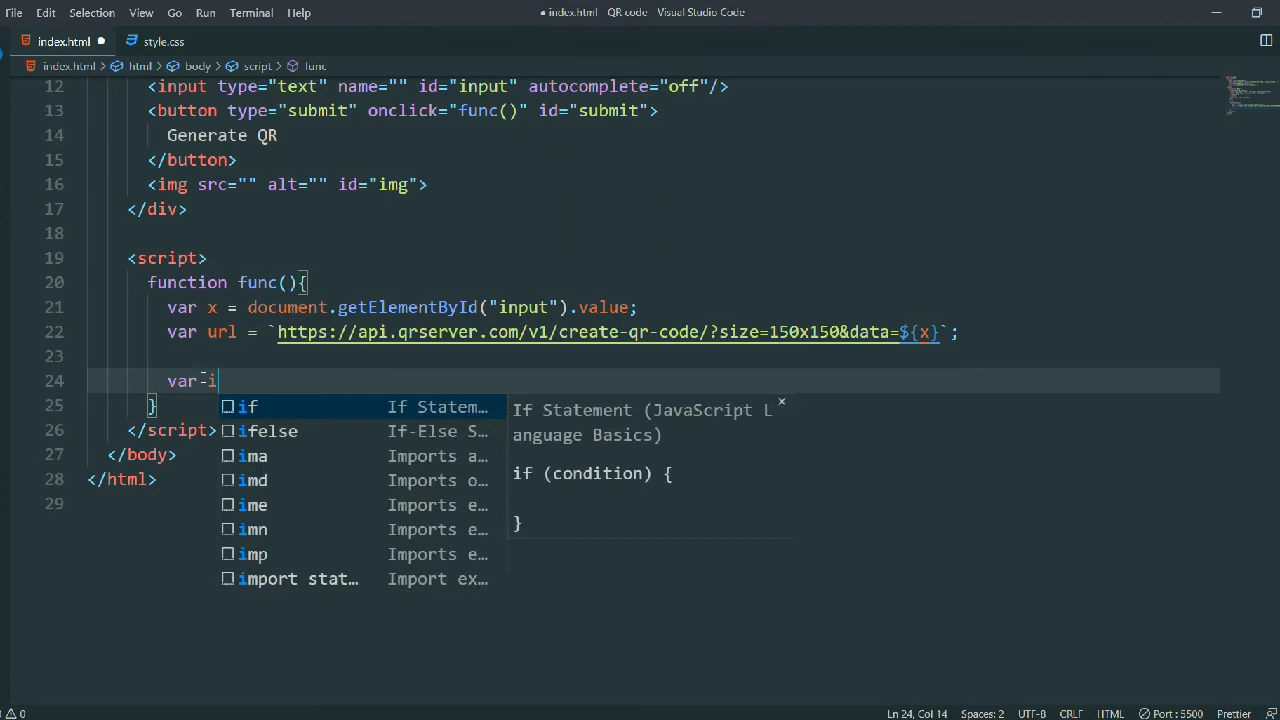 File Edit Selection View Go Run Terminal Help ● index.html QR code Visual Studio Code
index.html ● style.css
index.html > html > body > script > func
12 <input type="text" name="" id="input" autocomplete="off"/>
13 <button type="submit" onclick="func()" id="submit">
14 Generate QR
15 </button>
16 <img src="" alt="" id="img">
17 </div>
18
19 <script>
20 function func(){
21 var x = document.getElementById("input").value;
22 var url = `https://api.qrserver.com/v1/create-qr-code/?size=150x150&data=${x}`;
23
24 var i
25 }
26 </script>
27 </body>
28 </html>
29
if If Statem…
ifelse If-Else S…
ima Imports a…
imd Imports o…
ime Imports e…
imn Imports e…
imp Imports e…
import stat… Import ex…
If Statement (JavaScript L
anguage Basics)
if (condition) {
}
0 Ln 24, Col 14 Spaces: 2 UTF-8 CRLF HTML Port : 5500 Prettier